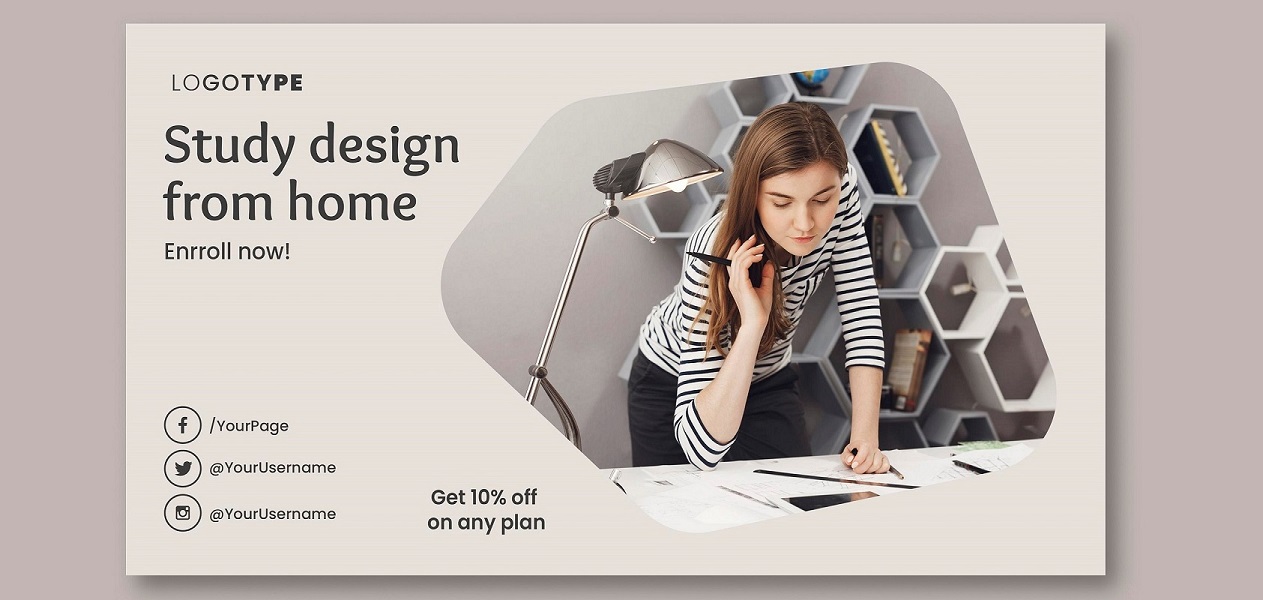 LOGOTYPE
Study design
from home
Enrroll now!
/YourPage
@YourUsername
@YourUsername
Get 10% off
on any plan